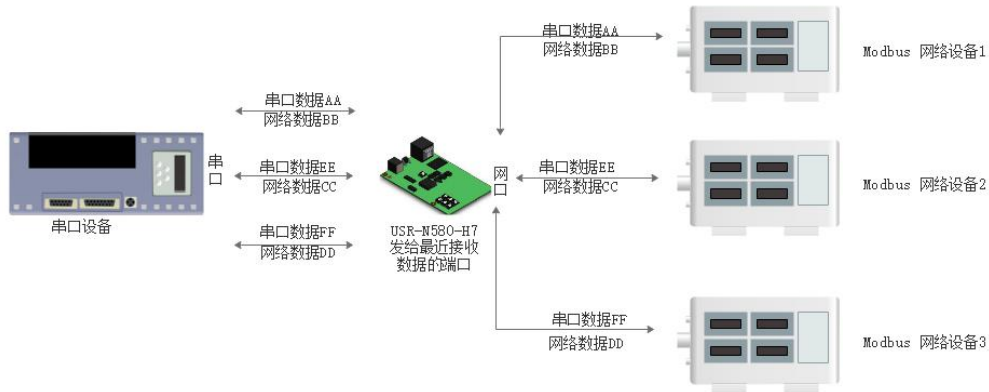 串口数据AA
网络数据BB
Modbus 网络设备1
串口数据AA
网络数据BB
串口
串口数据EE
网络数据CC
网口
串口数据EE
网络数据CC
Modbus 网络设备2
串口设备
串口数据FF
网络数据DD
USR-N580-H7
发给最近接收
数据的端口
串口数据FF
网络数据DD
Modbus 网络设备3